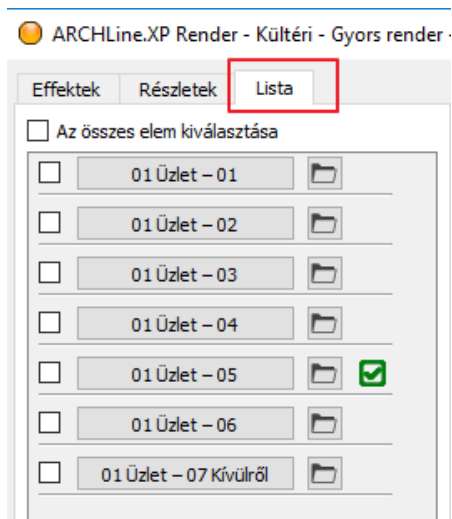 ARCHLine.XP Render - Kültéri - Gyors render -
Effektek Részletek Lista
Az összes elem kiválasztása
01 Üzlet – 01
01 Üzlet – 02
01 Üzlet – 03
01 Üzlet – 04
01 Üzlet – 05
01 Üzlet – 06
01 Üzlet – 07 Kívülről